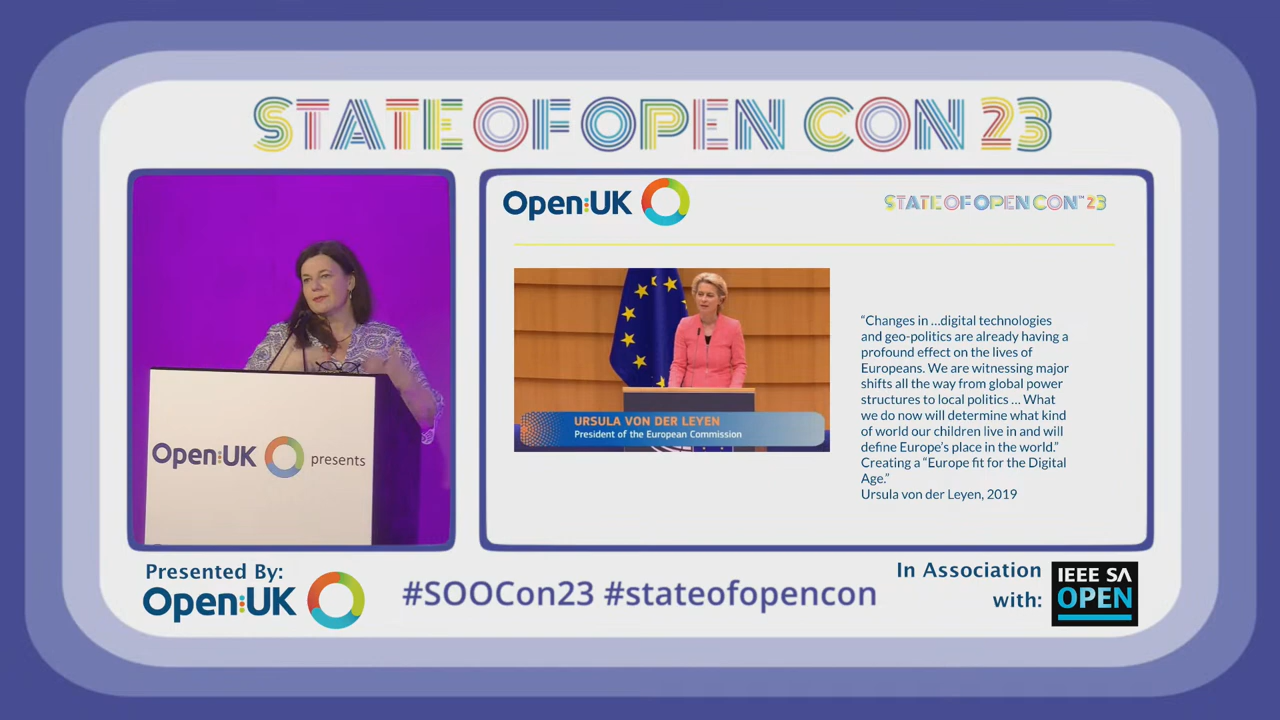 STATE OF OPEN CON 23
Open:UK
STATE OF OPEN CON™ 23
URSULA VON DER LEYEN
President of the European Commission
“Changes in ...digital technologies
and geo-politics are already having a
profound effect on the lives of
Europeans. We are witnessing major
shifts all the way from global power
structures to local politics ... What
we do now will determine what kind
of world our children live in and will
define Europe’s place in the world.”
Creating a “Europe fit for the Digital
Age.”
Ursula von der Leyen, 2019
Open:UK presents
Presented By:
Open:UK
#SOOCon23 #stateofopencon
In Association
with:
IEEE SA
OPEN